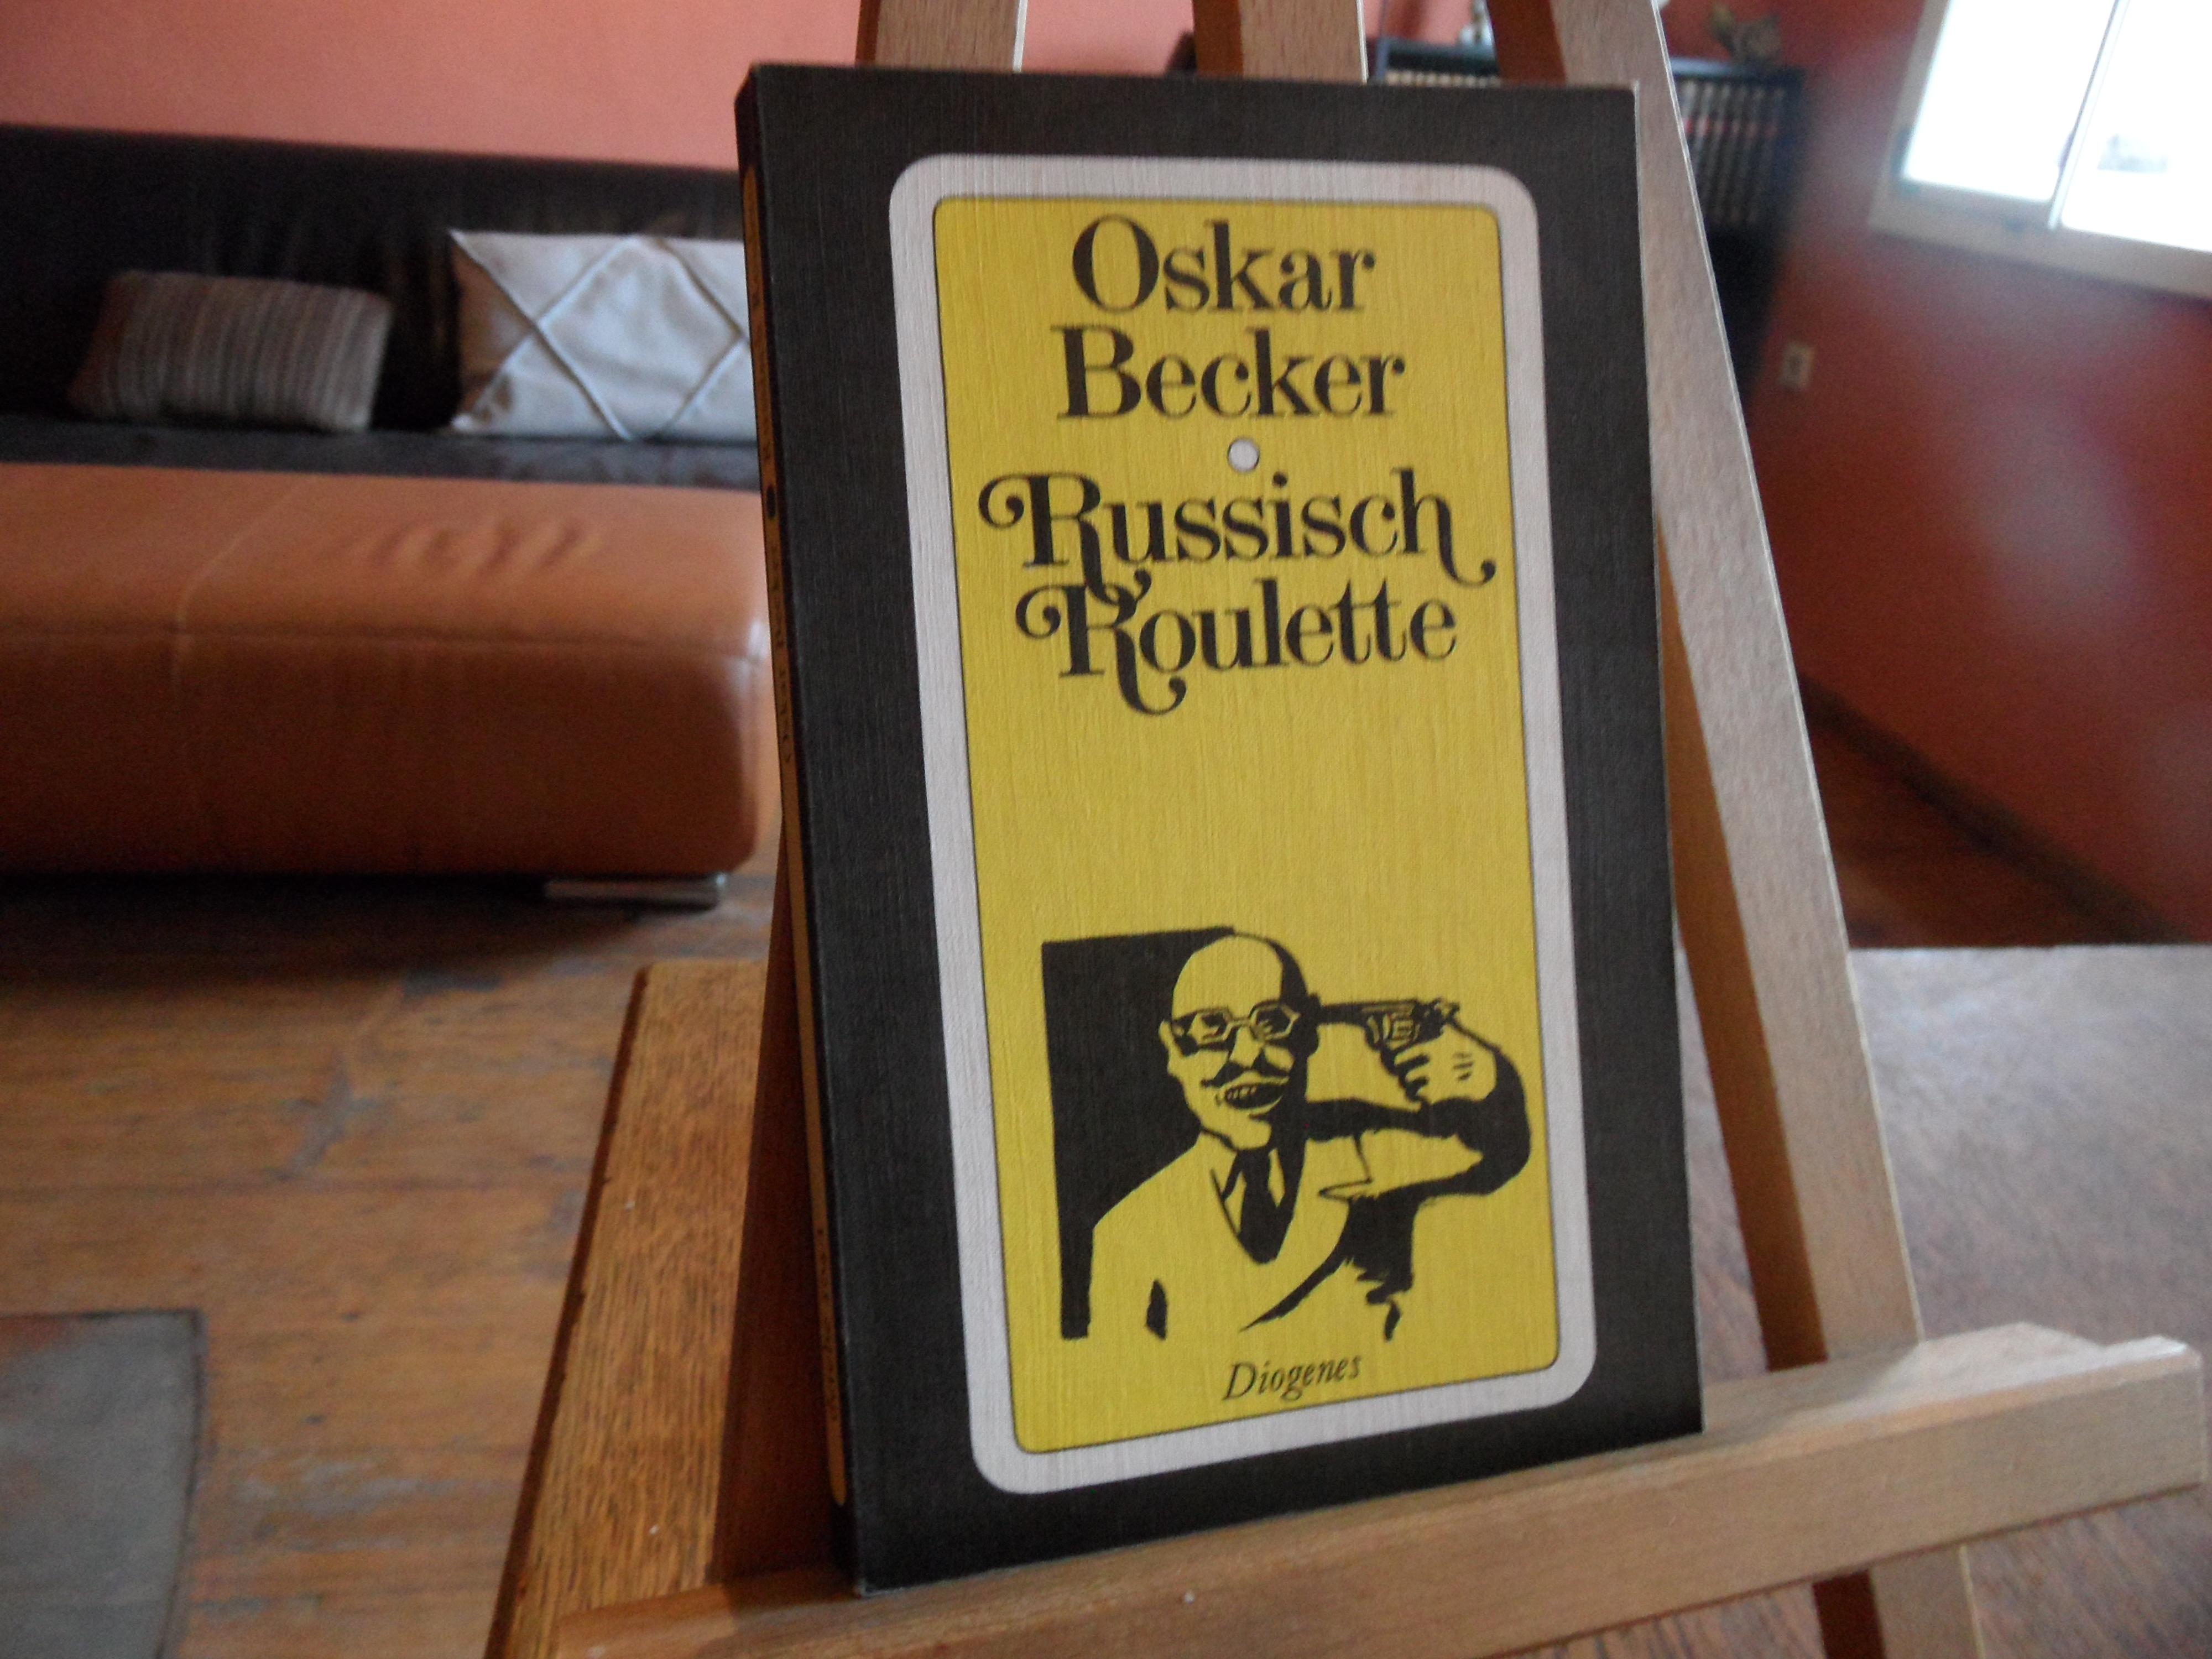 Oskar
Becker
Russisch
Roulette
Diogenes